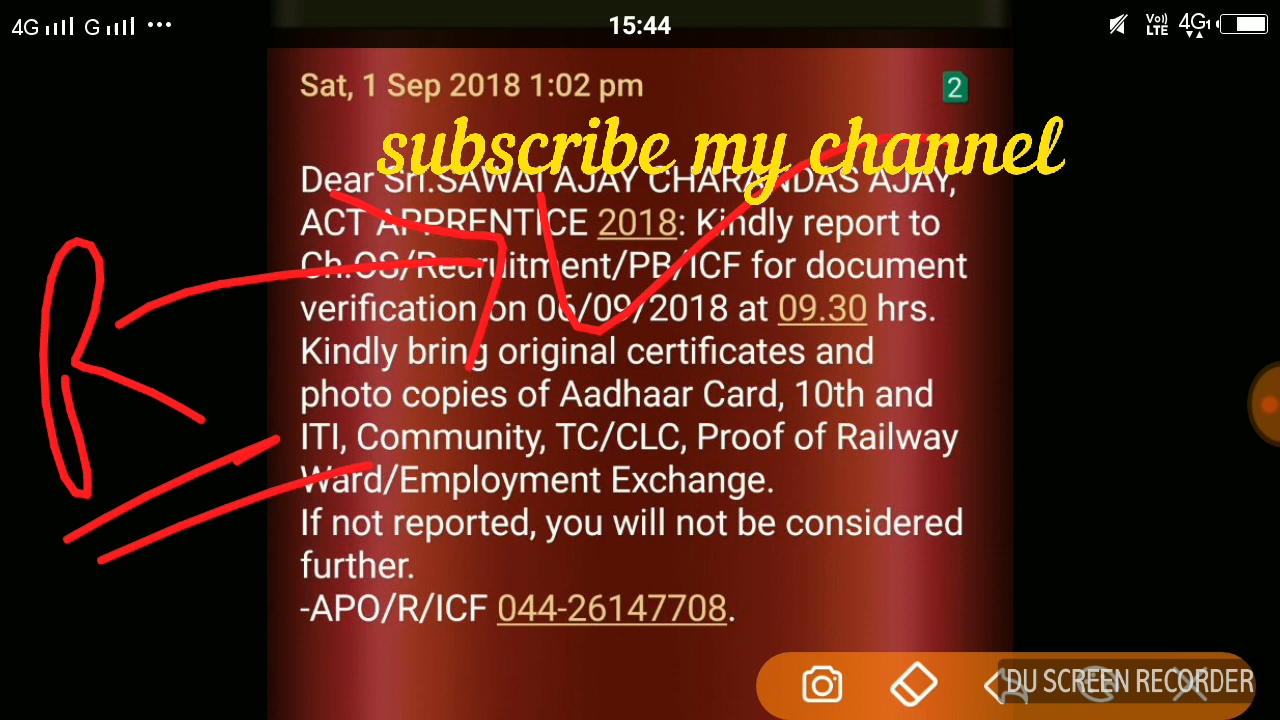 4G G ... 15:44 Vo) LTE 4G
Sat, 1 Sep 2018 1:02 pm 2
subscribe my channel
Dear Sri.SAWAI AJAY CHARANDAS AJAY,
ACT APPRENTICE 2018: Kindly report to
Ch.OS/Recruitment/PB/ICF for document
verification on 06/09/2018 at 09.30 hrs.
Kindly bring original certificates and
photo copies of Aadhaar Card, 10th and
ITI, Community, TC/CLC, Proof of Railway
Ward/Employment Exchange.
If not reported, you will not be considered
further.
-APO/R/ICF 044-26147708.
DU SCREEN RECORDER